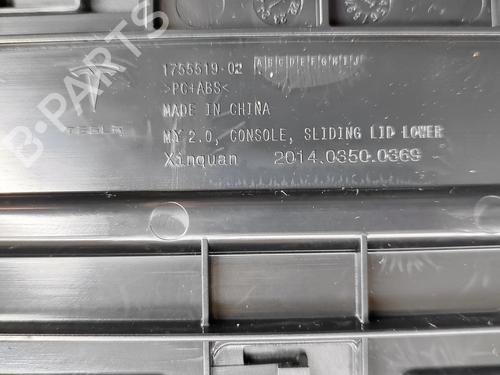 1755519-02 ABCDEFGHIJ
>PC+ABS<
TESLA
MADE IN CHINA
MY 2.0, CONSOLE, SLIDING LID LOWER
Xinquan 2014.0350.0369
B-PARTS